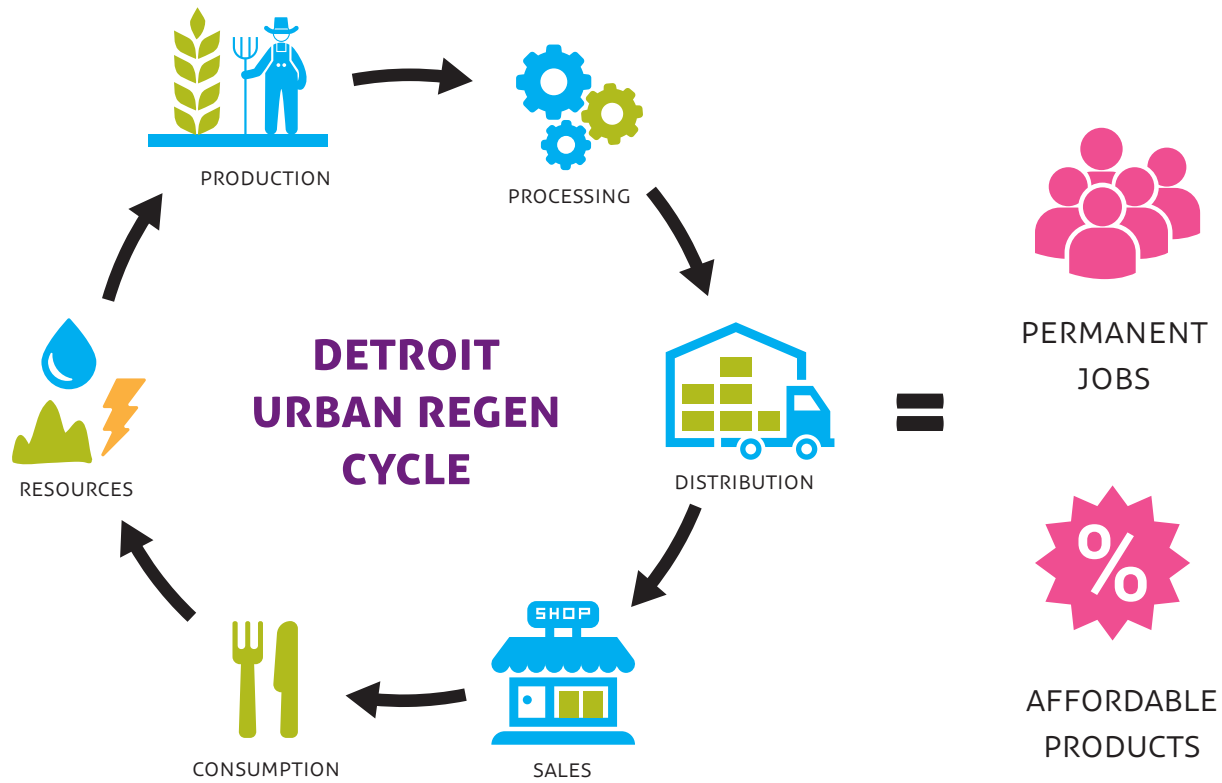 PRODUCTION
PROCESSING
DISTRIBUTION
SHOP
SALES
CONSUMPTION
RESOURCES
DETROIT
URBAN REGEN
CYCLE
=
PERMANENT
JOBS
%
AFFORDABLE
PRODUCTS